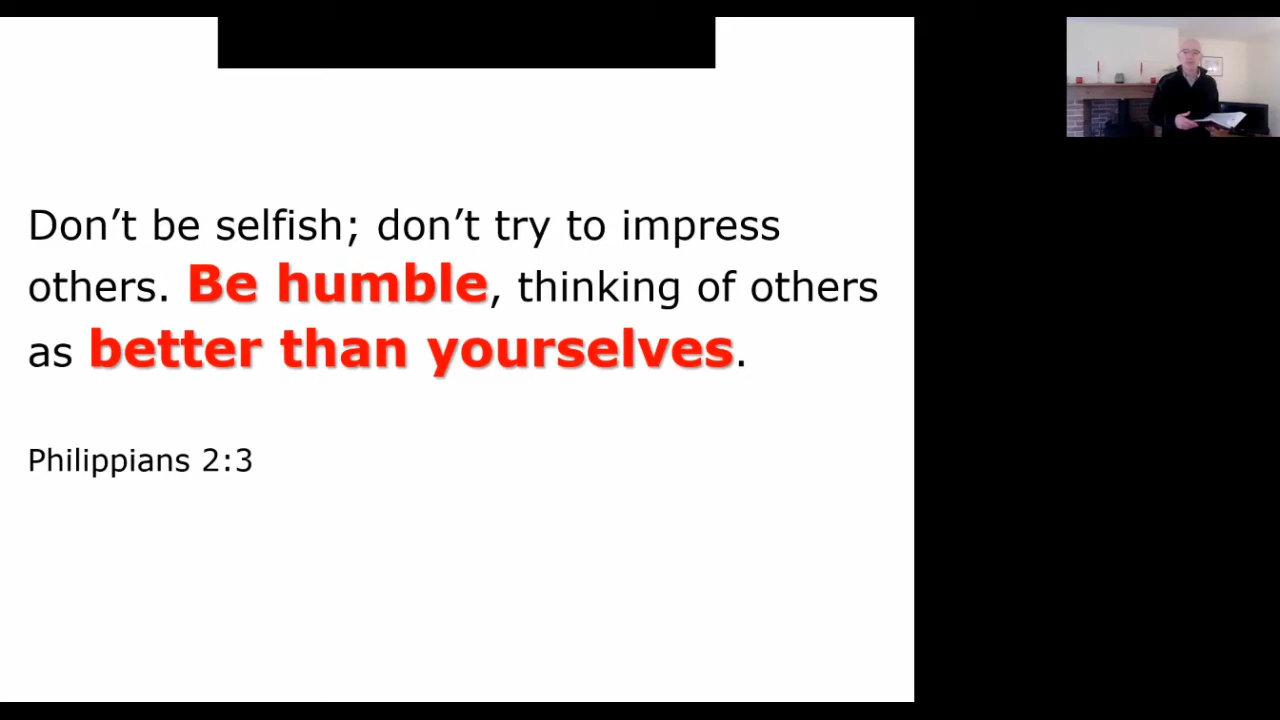 Don’t be selfish; don’t try to impress
others. Be humble, thinking of others
as better than yourselves.
Philippians 2:3